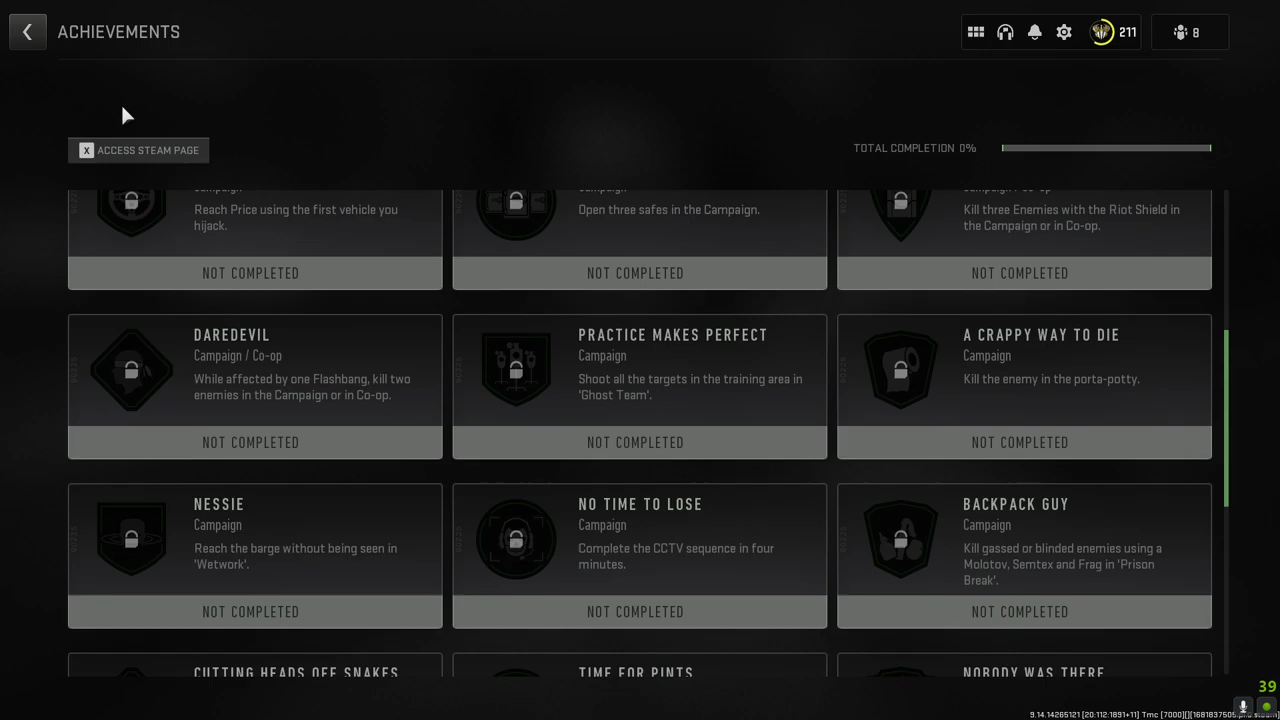 ACHIEVEMENTS
211
8
X ACCESS STEAM PAGE
TOTAL COMPLETION 0%
Campaign
Reach Price using the first vehicle you
hijack.
NOT COMPLETED
Campaign
Open three safes in the Campaign.
NOT COMPLETED
Campaign / Co-op
Kill three Enemies with the Riot Shield in
the Campaign or in Co-op.
NOT COMPLETED
DAREDEVIL
Campaign / Co-op
While affected by one Flashbang, kill two
enemies in the Campaign or in Co-op.
NOT COMPLETED
PRACTICE MAKES PERFECT
Campaign
Shoot all the targets in the training area in
'Ghost Team'.
NOT COMPLETED
A CRAPPY WAY TO DIE
Campaign
Kill the enemy in the porta-potty.
NOT COMPLETED
NESSIE
Campaign
Reach the barge without being seen in
'Wetwork'.
NOT COMPLETED
NO TIME TO LOSE
Campaign
Complete the CCTV sequence in four
minutes.
NOT COMPLETED
BACKPACK GUY
Campaign
Kill gassed or blinded enemies using a
Molotov, Semtex and Frag in 'Prison
Break'.
NOT COMPLETED
CUTTING HEADS OFF SNAKES
TIME FOR PINTS
NOBODY WAS THERE
39